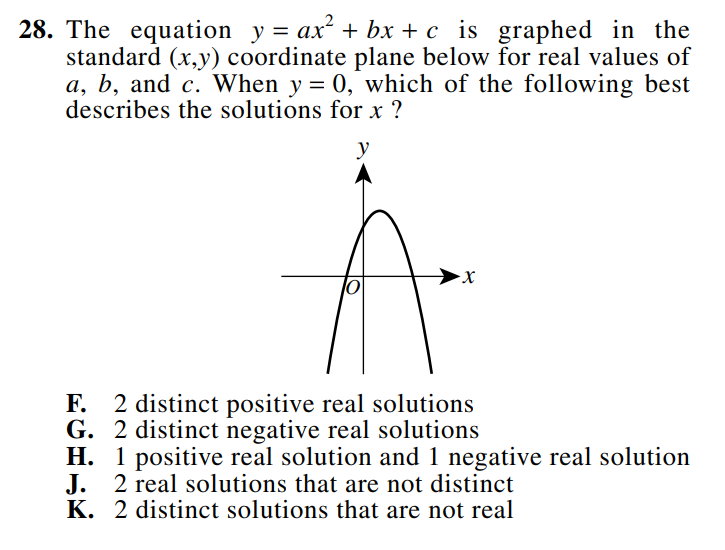 28. The equation y = ax² + bx + c is graphed in the
standard (x,y) coordinate plane below for real values of
a, b, and c. When y = 0, which of the following best
describes the solutions for x ?
y
x
O
F. 2 distinct positive real solutions
G. 2 distinct negative real solutions
H. 1 positive real solution and 1 negative real solution
J. 2 real solutions that are not distinct
K. 2 distinct solutions that are not real